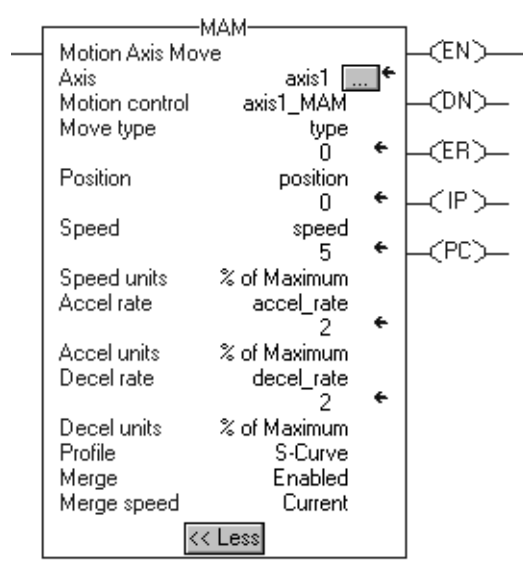 MAM
Motion Axis Move
(EN)
Axis axis1 ...
Motion control axis1_MAM
(DN)
Move type type
0
(ER)
Position position
0
(IP)
Speed speed
5
(PC)
Speed units % of Maximum
Accel rate accel_rate
2
Accel units % of Maximum
Decel rate decel_rate
2
Decel units % of Maximum
Profile S-Curve
Merge Enabled
Merge speed Current
<< Less